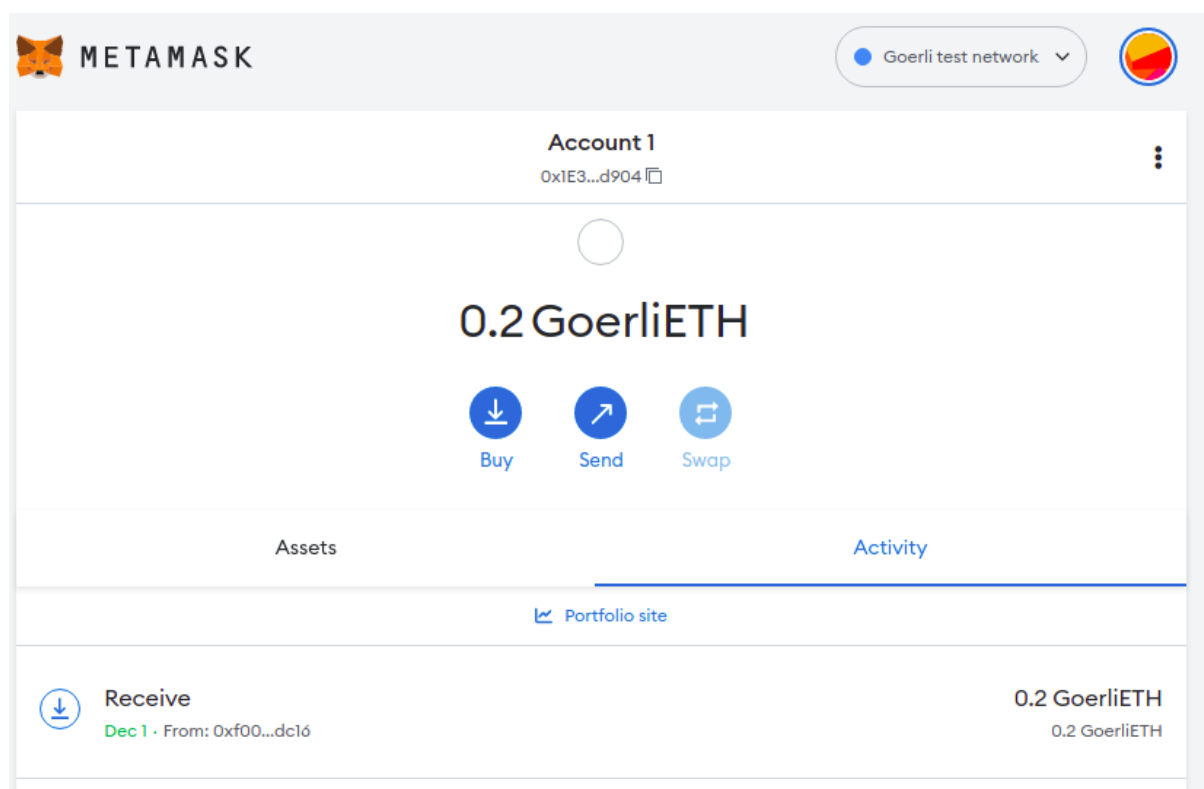 METAMASK
Goerli test network
Account 1
0x1E3...d904
0.2 GoerliETH
Buy
Send
Swap
Assets
Activity
Portfolio site
Receive
0.2 GoerliETH
Dec 1 · From: 0xf00...dc16
0.2 GoerliETH